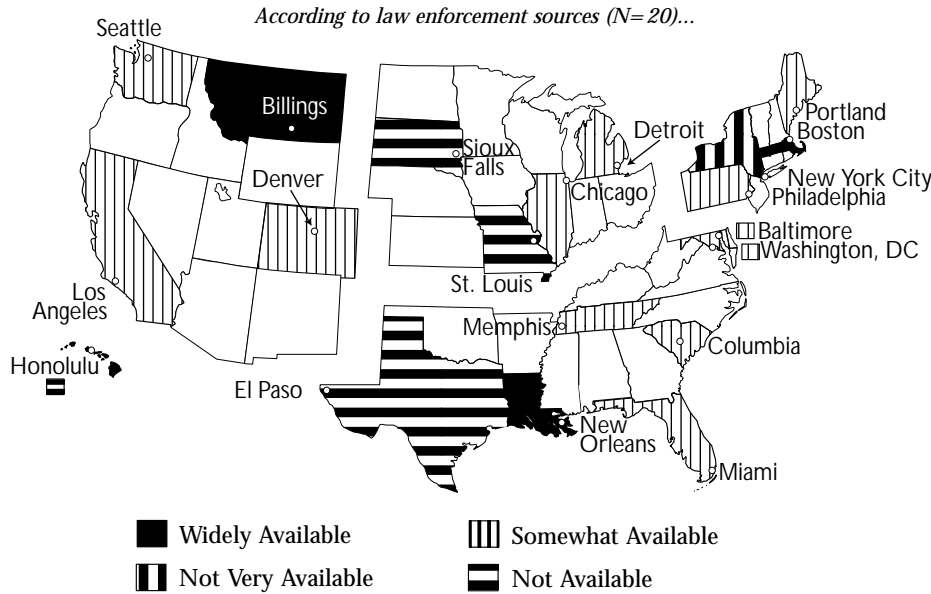 According to law enforcement sources (N=20)...
Seattle
Billings
Portland
Boston
Detroit
Sioux
Falls
Denver
Chicago
New York City
Philadelphia
Baltimore
Washington, DC
St. Louis
Los
Angeles
Memphis
Columbia
Honolulu
El Paso
New
Orleans
Miami
Widely Available
Somewhat Available
Not Very Available
Not Available